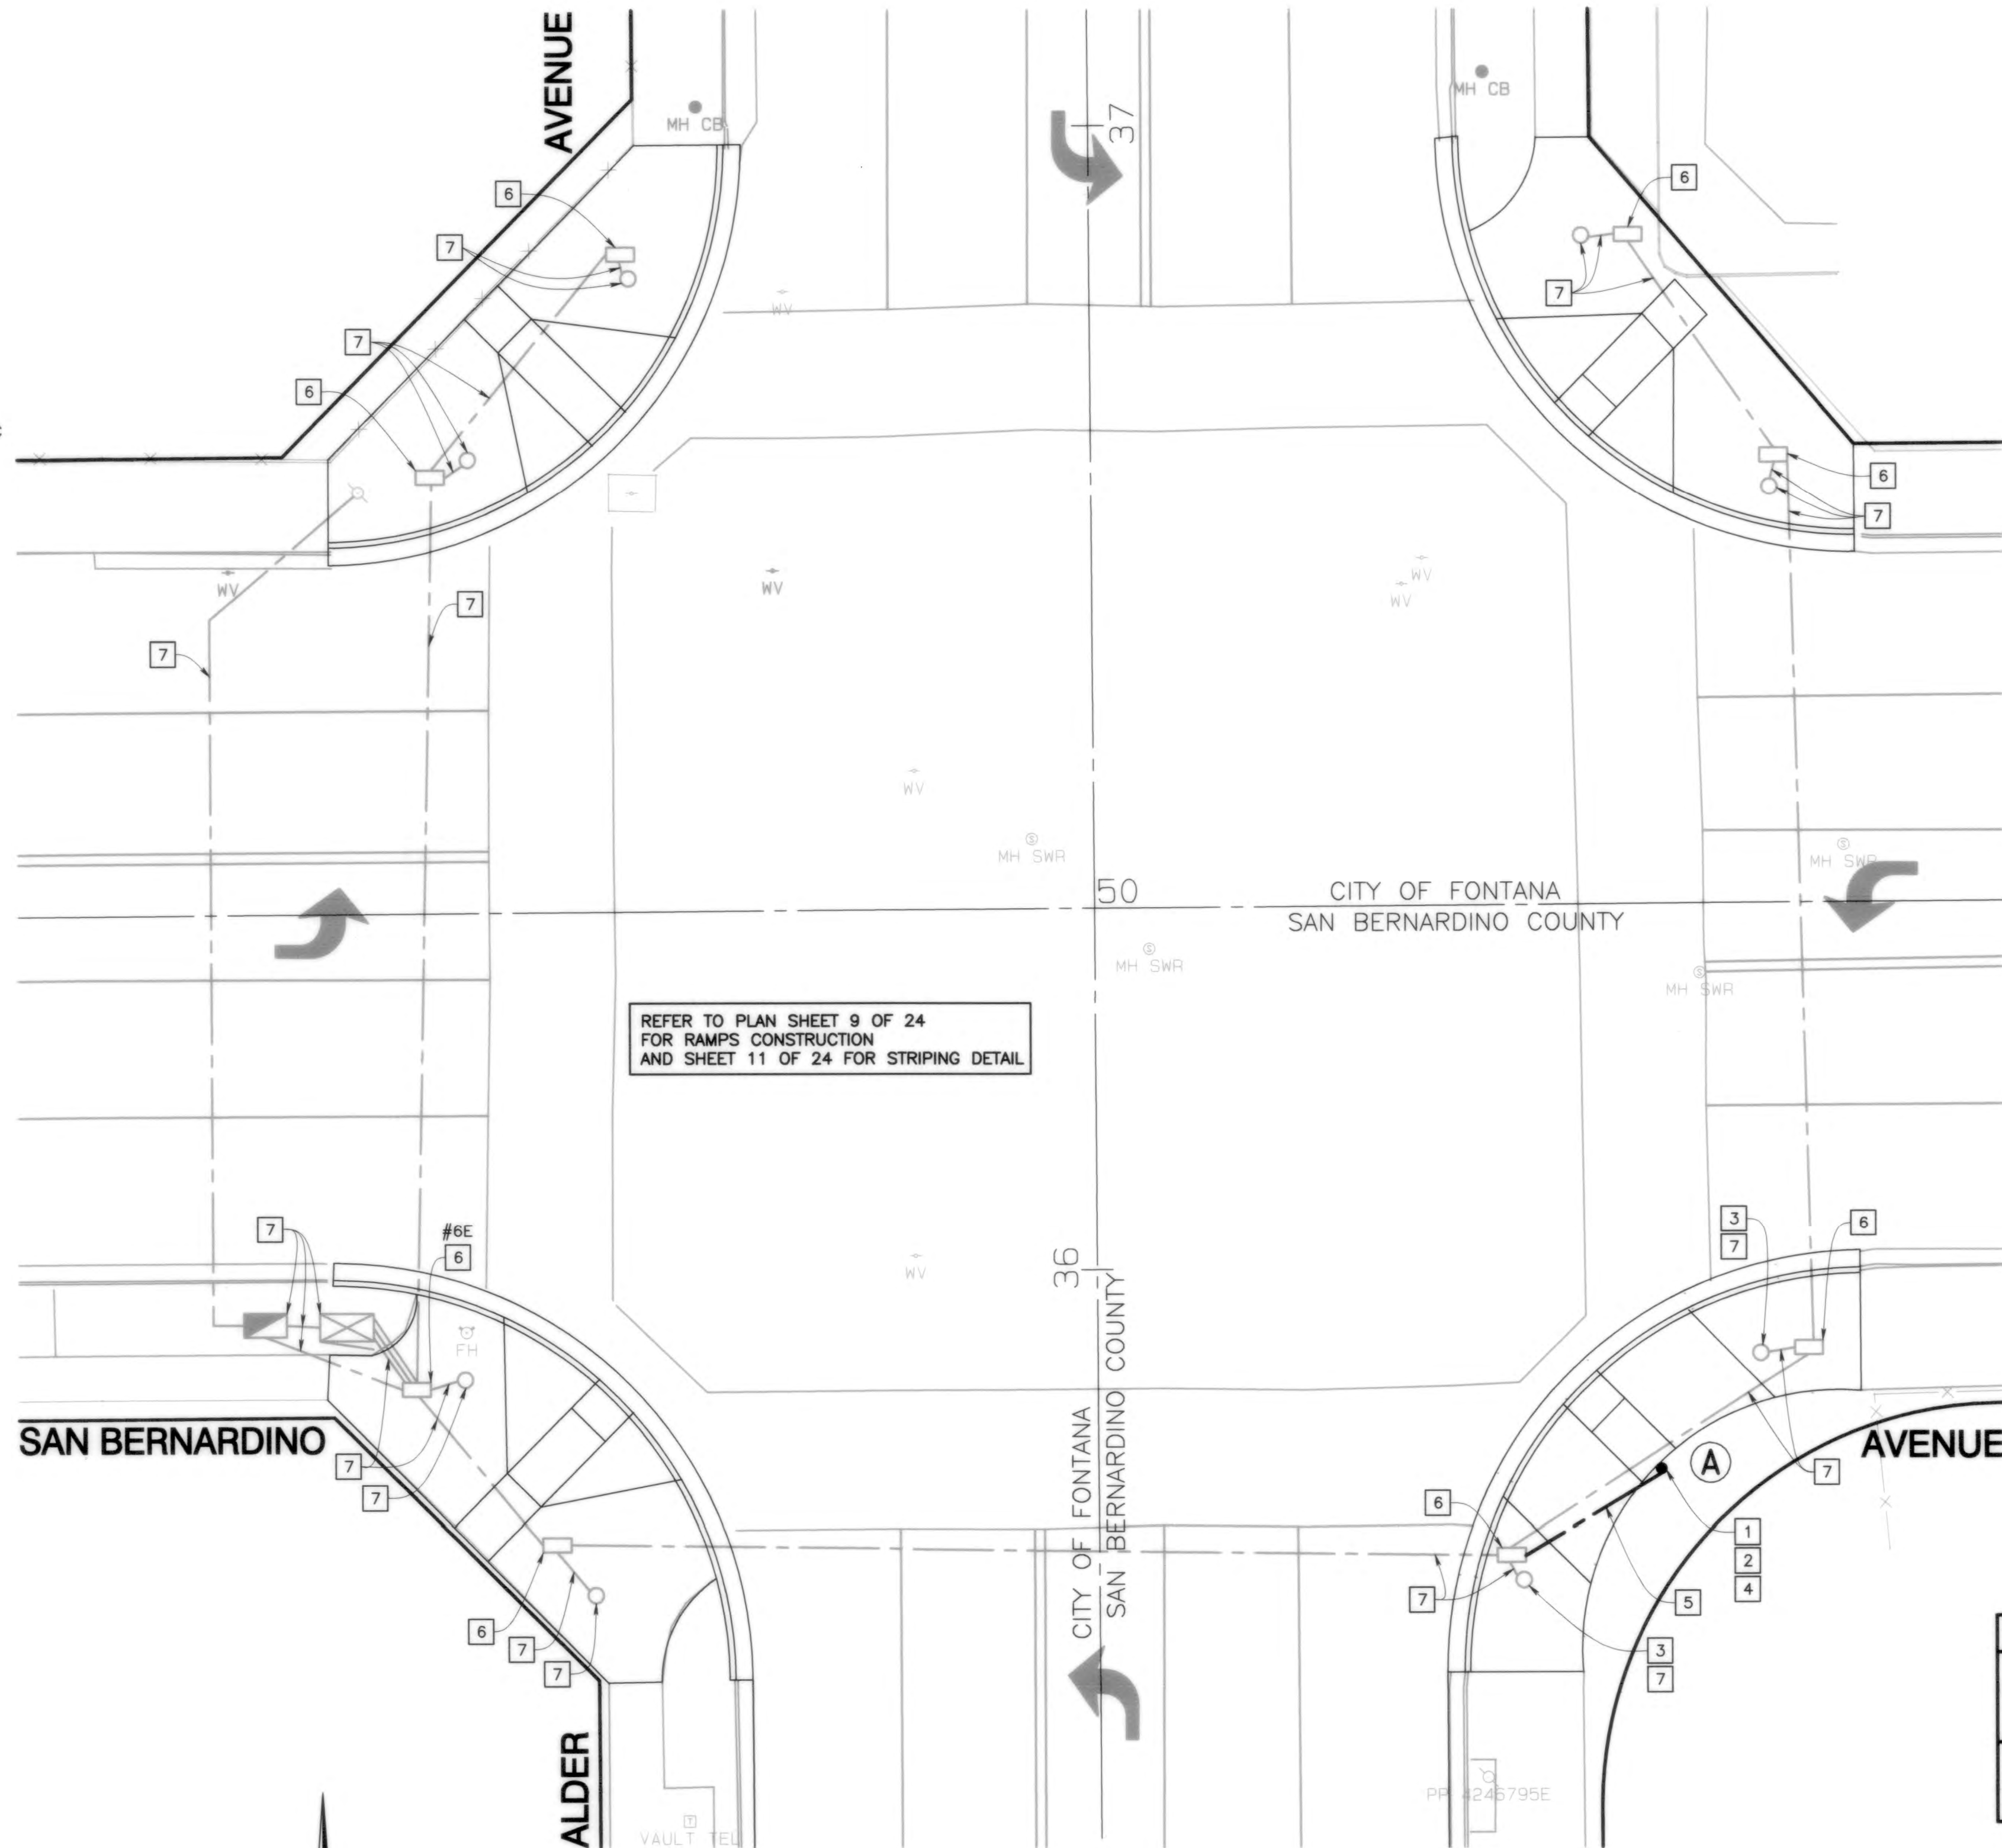 AVENUE
MH CB
37
MH CB
6
6
7
7
WV
7
6
6
7
WV
WV
WV
WV
7
7
WV
MH SWR
MH SWR
50
CITY OF FONTANA
SAN BERNARDINO COUNTY
MH SWR
MH SWR
REFER TO PLAN SHEET 9 OF 24
FOR RAMPS CONSTRUCTION
AND SHEET 11 OF 24 FOR STRIPING DETAIL
7
#6E
6
3
7
6
WV
36
FH
CITY OF FONTANA
SAN BERNARDINO COUNTY
SAN BERNARDINO
AVENUE
A
7
7
7
6
1
2
4
7
5
6
7
7
3
7
ALDER
PP 4246795E
VAULT TEL